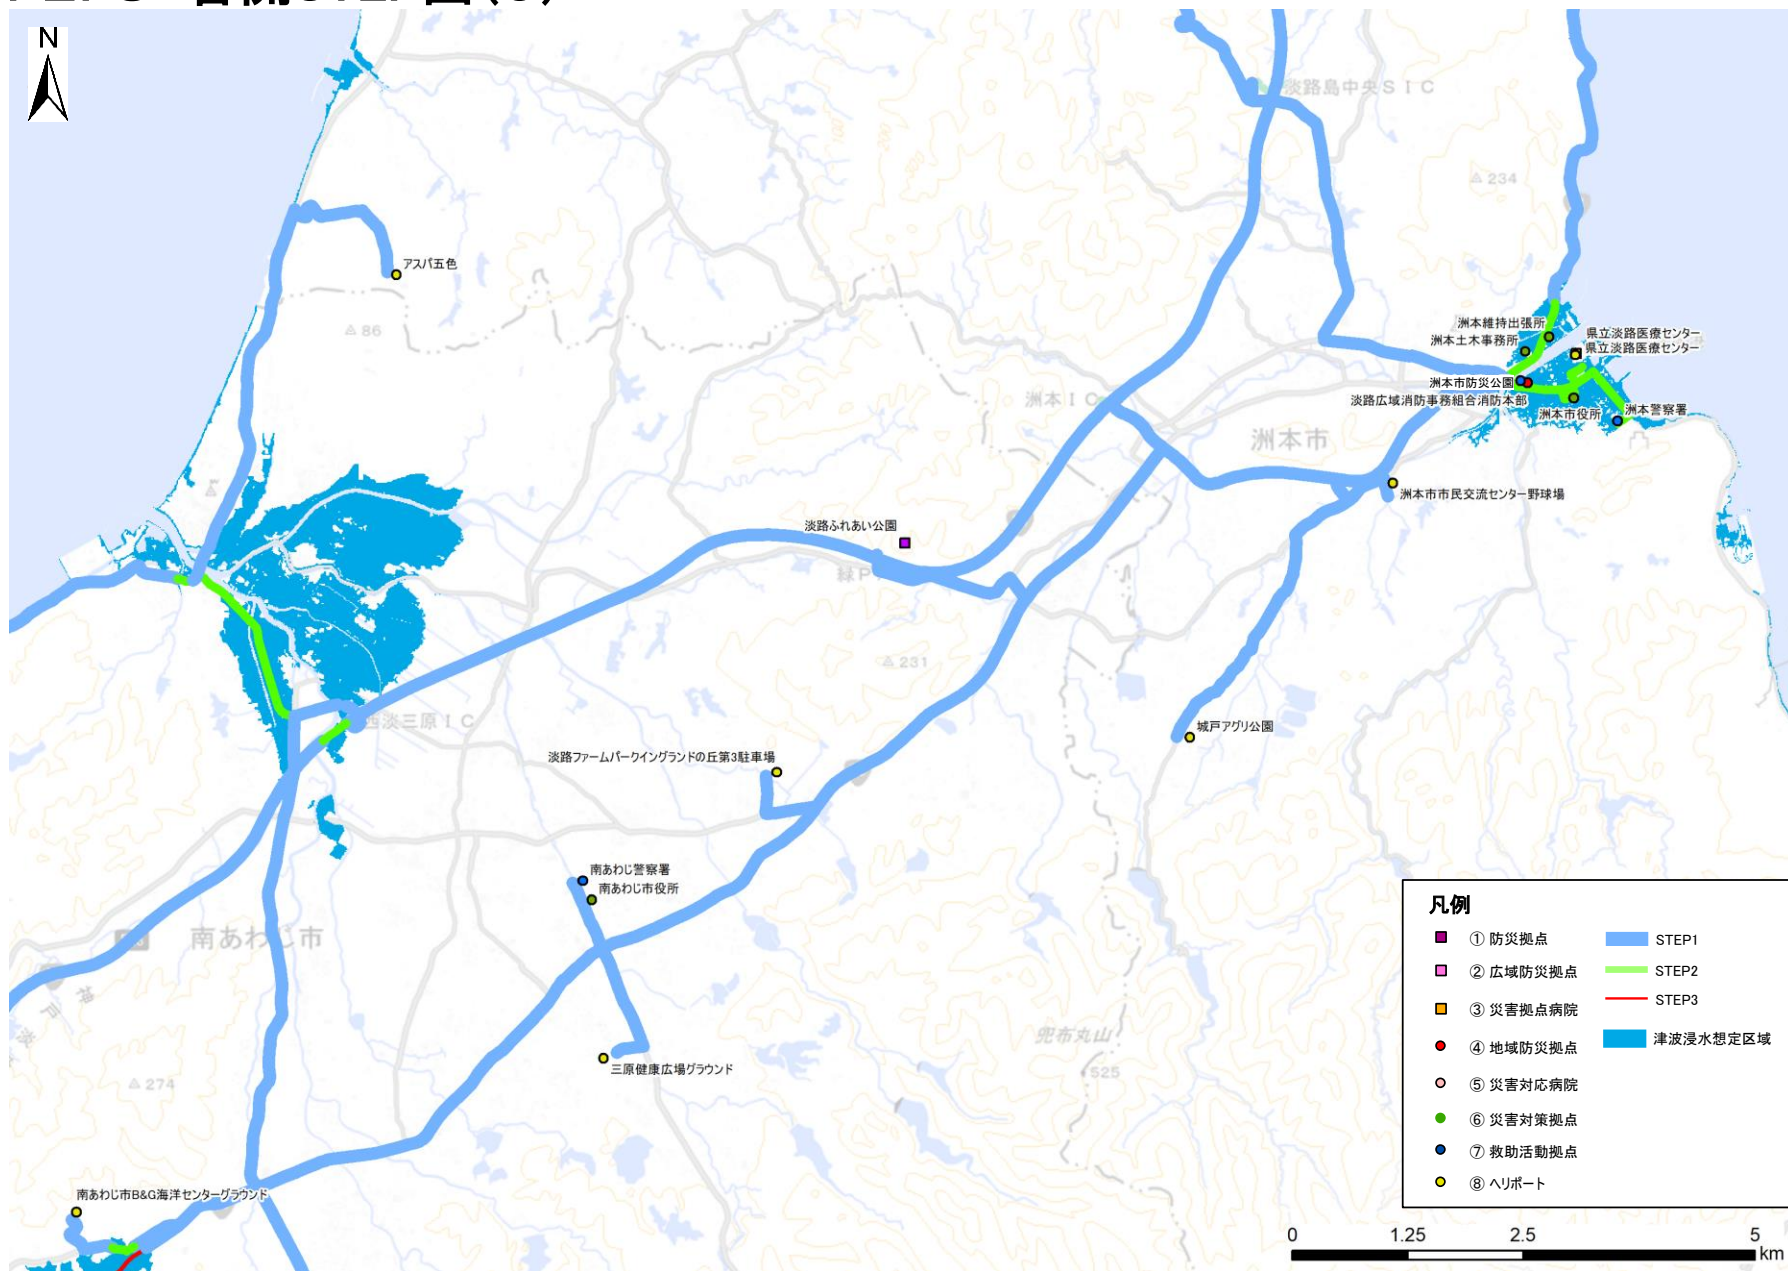 N
淡路島中央SIC
234
アスパ五色
86
洲本維持出張所
洲本土木事務所
県立淡路医療センター
県立淡路医療センター
洲本市防災公園
淡路広域消防事務組合消防本部
洲本市役所
洲本警察署
洲本IC
洲本市
洲本市市民交流センター野球場
淡路ふれあい公園
緑P
231
西淡三原IC
城戸アグリ公園
淡路ファームパークイングランドの丘第3駐車場
南あわじ警察署
南あわじ市役所
南あわじ市
三原健康広場グラウンド
兜布丸山
525
274
南あわじ市B&G海洋センターグラウンド
凡例
① 防災拠点
② 広域防災拠点
③ 災害拠点病院
④ 地域防災拠点
⑤ 災害対応病院
⑥ 災害対策拠点
⑦ 救助活動拠点
⑧ ヘリポート
STEP1
STEP2
STEP3
津波浸水想定区域
0 1.25 2.5 5
km